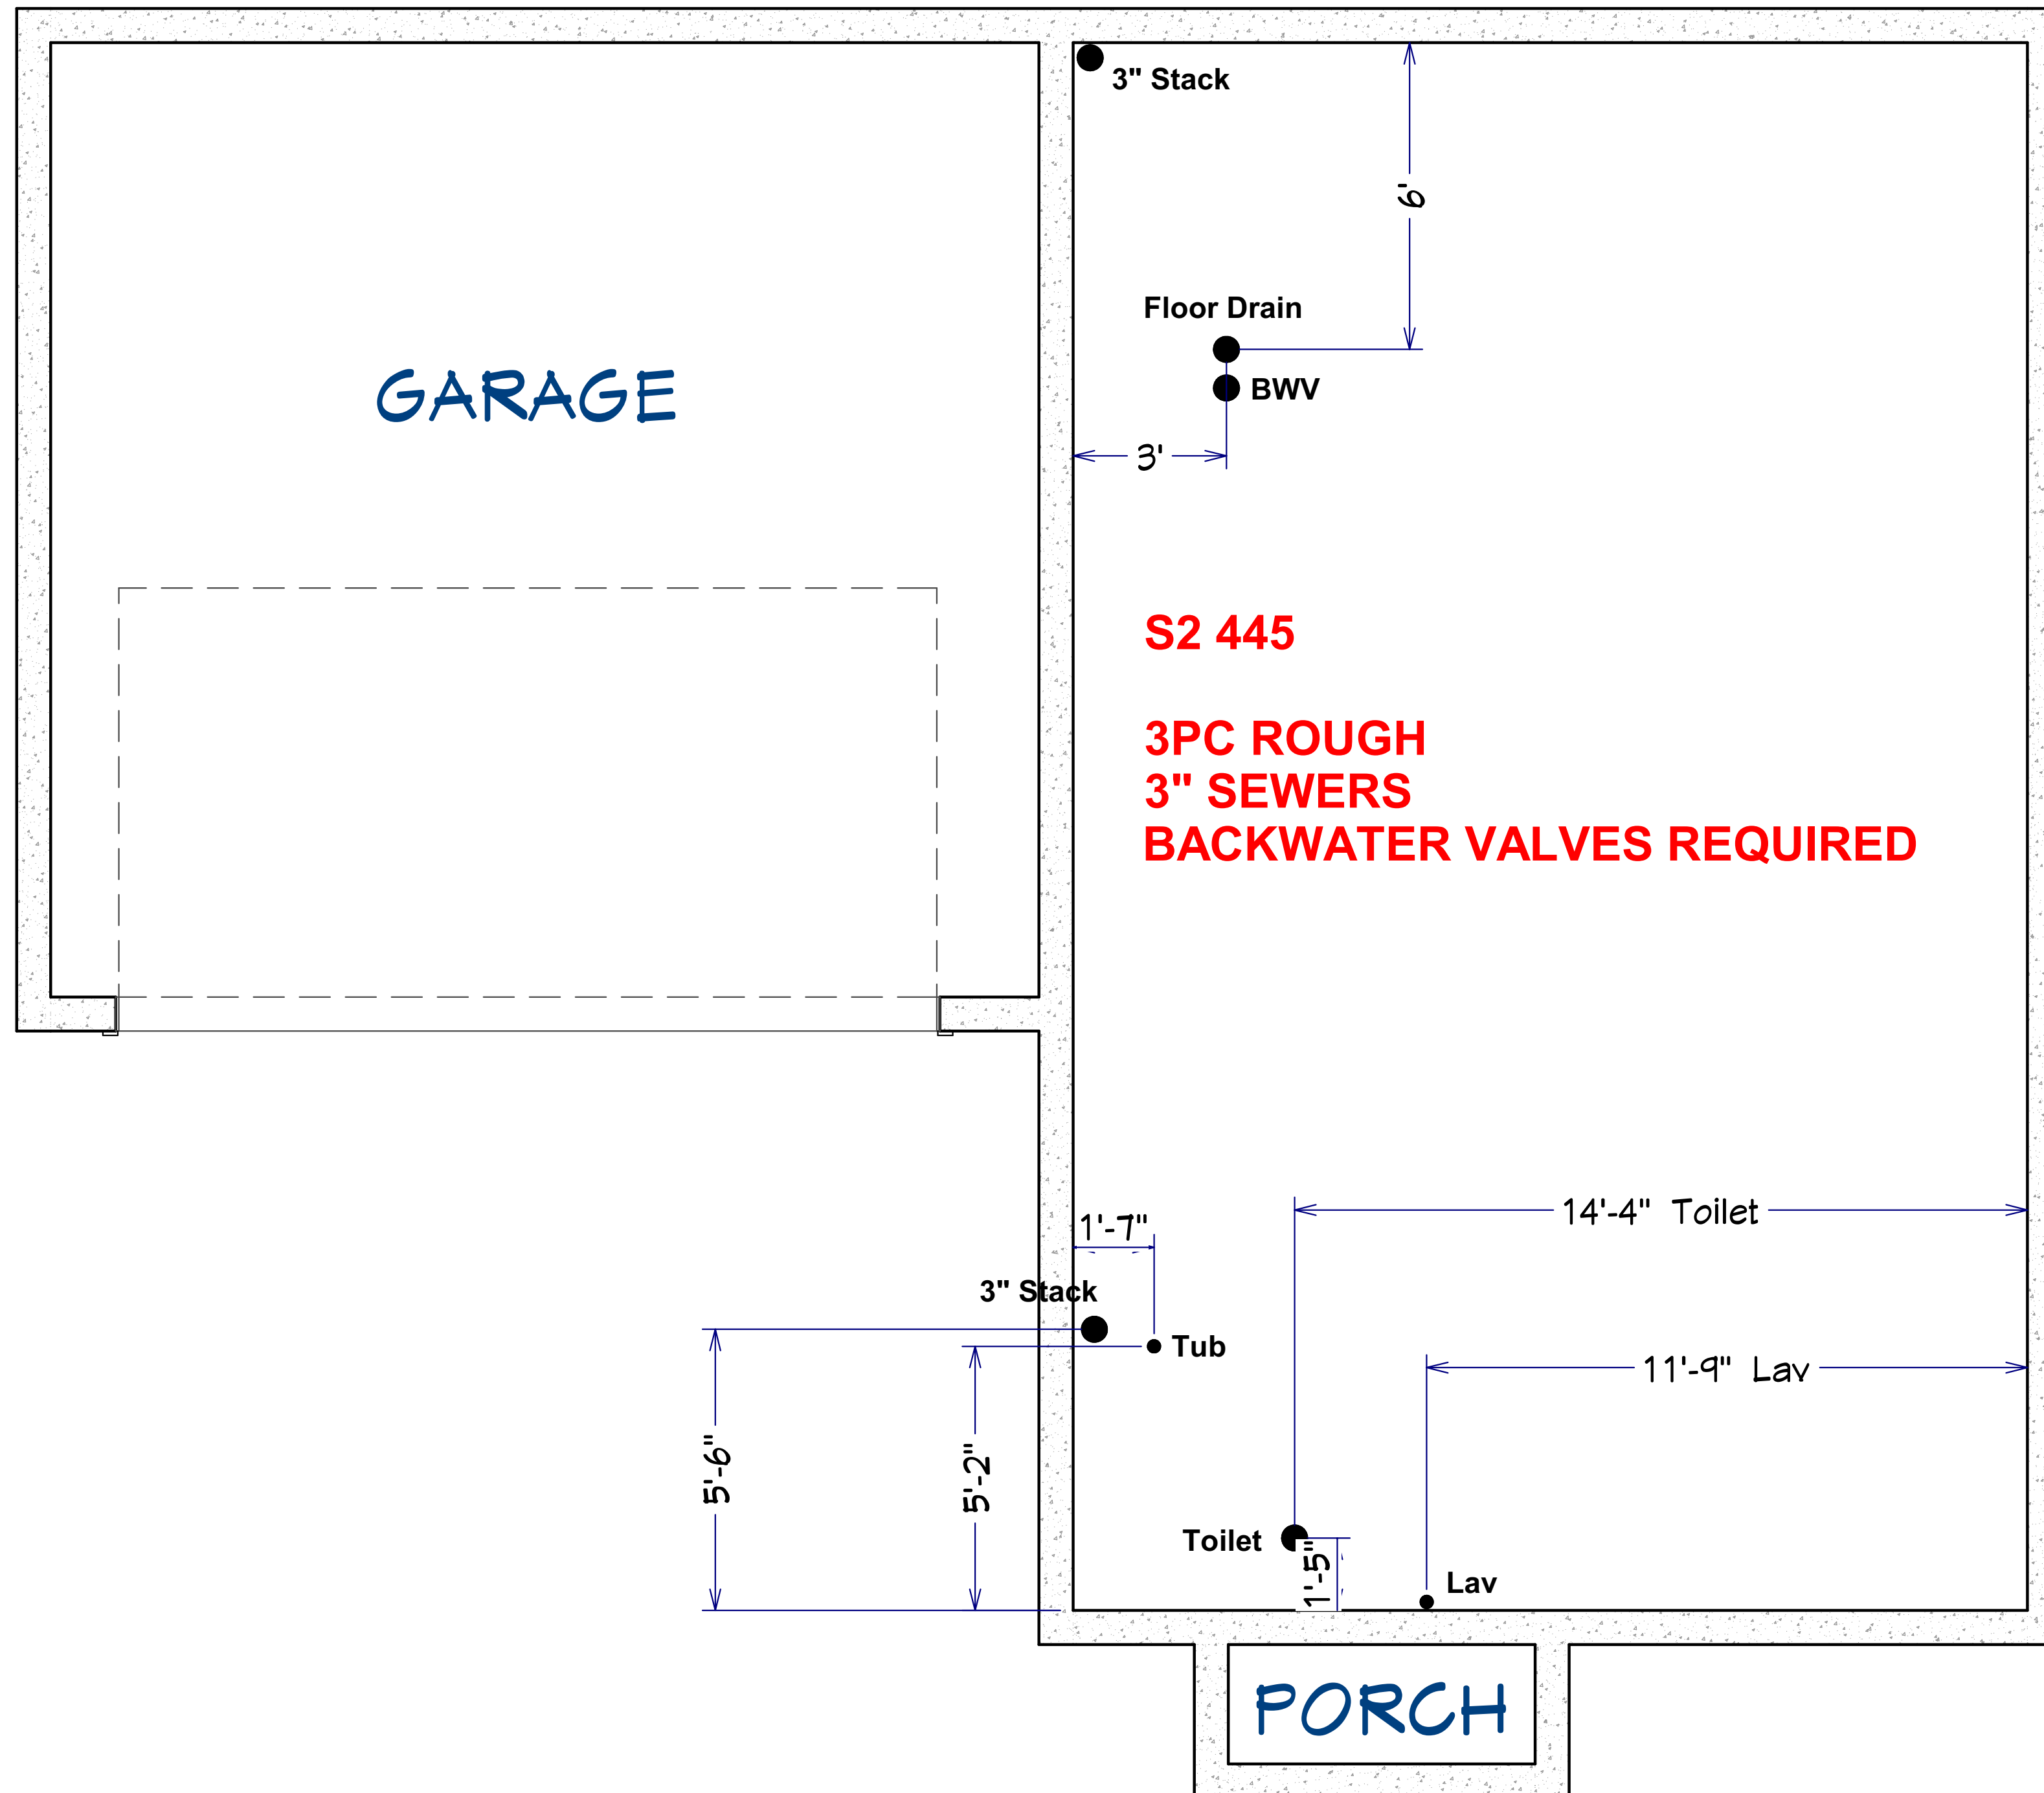 3" Stack
6'
Floor Drain
BWV
3'
GARAGE
S2 445
3PC ROUGH
3" SEWERS
BACKWATER VALVES REQUIRED
14'-4" Toilet
1'-7"
3" Stack
Tub
11'-9" Lav
5'-6"
5'-2"
Toilet
1'-5"
Lav
PORCH